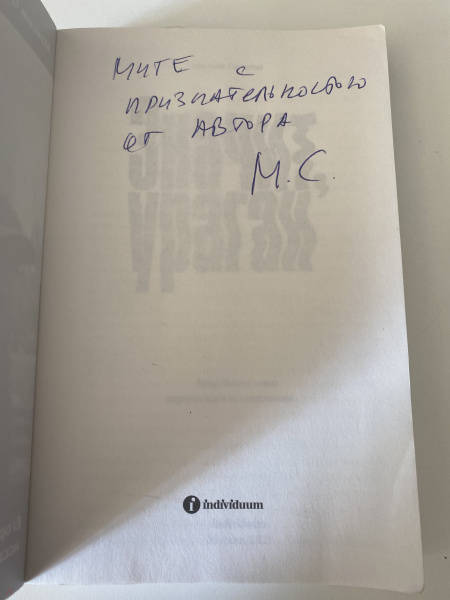 МИТЕ С
ПРИЗНАТЕЛЬНОСТЬЮ
ОТ АВТОРА
М.С.
individuum